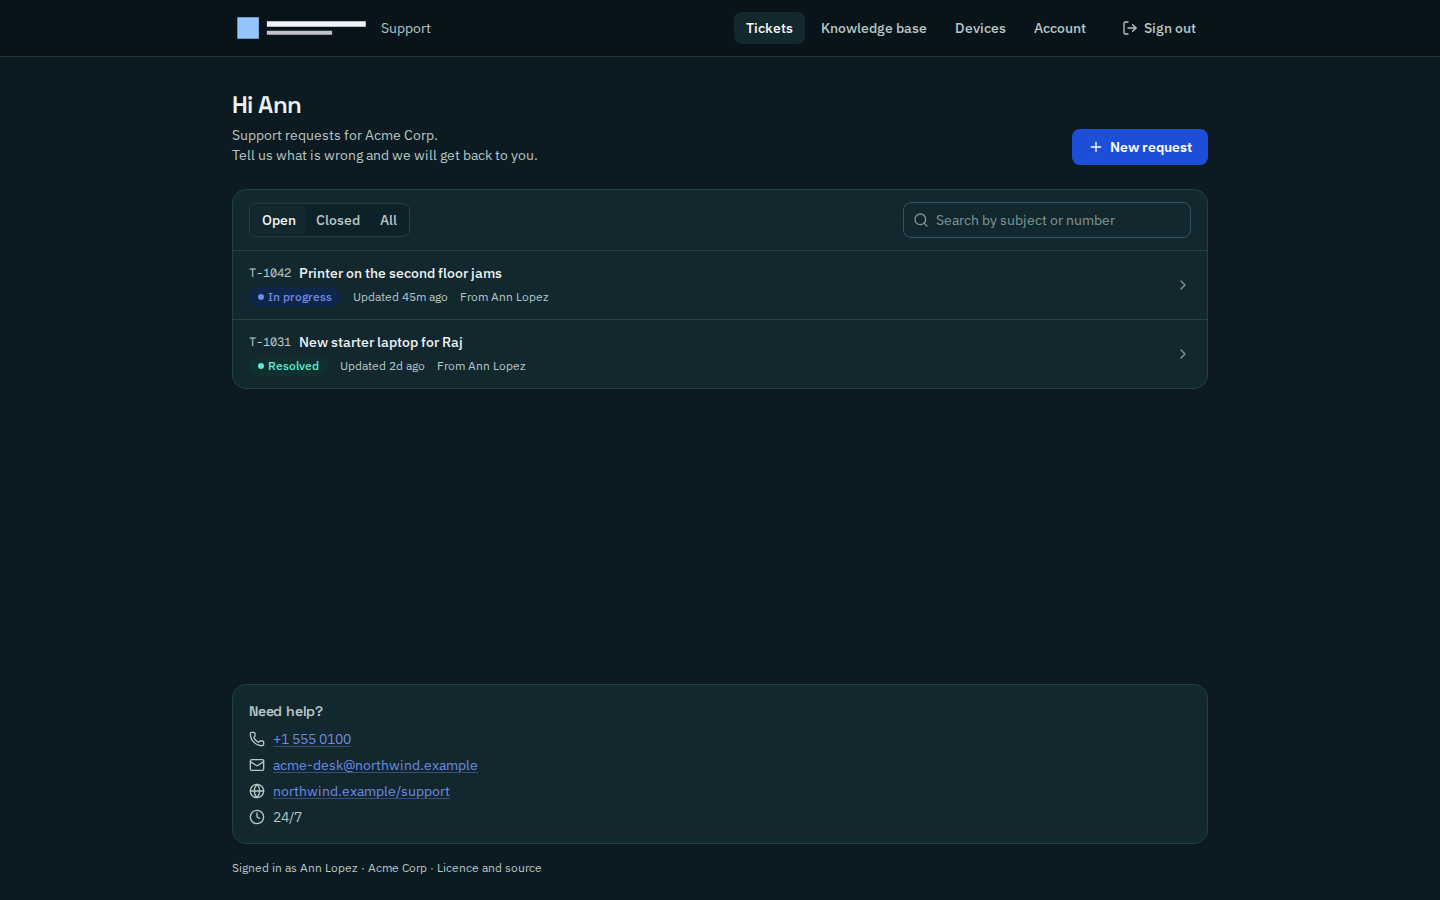 Support
Tickets
Knowledge base
Devices
Account
Sign out
Hi Ann
Support requests for Acme Corp.
Tell us what is wrong and we will get back to you.
New request
Open
Closed
All
Search by subject or number
T-1042 Printer on the second floor jams
In progress Updated 45m ago From Ann Lopez
T-1031 New starter laptop for Raj
Resolved Updated 2d ago From Ann Lopez
Need help?
+1 555 0100
acme-desk@northwind.example
northwind.example/support
24/7
Signed in as Ann Lopez · Acme Corp · Licence and source